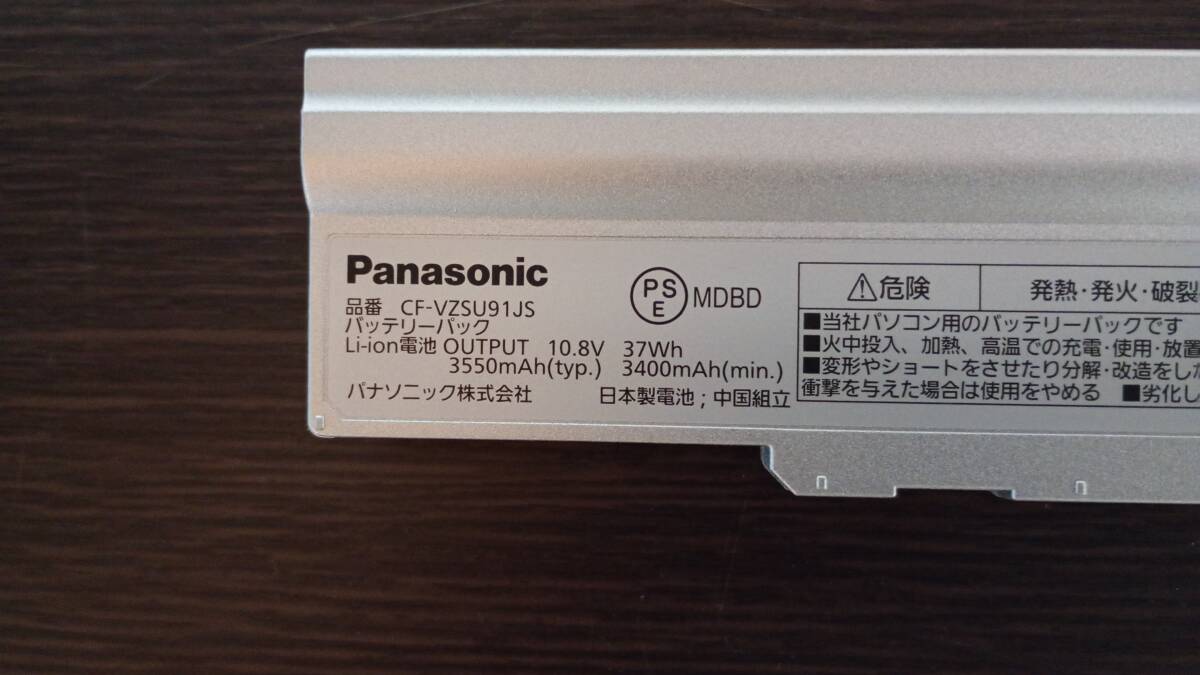 Panasonic
品番 CF-VZSU91JS
バッテリーパック
Li-ion電池 OUTPUT 10.8V 37Wh
3550mAh(typ.) 3400mAh(min.)
パナソニック株式会社 日本製電池；中国組立
PS
E
MDBD
⚠危険 発熱・発火・破裂
■当社パソコン用のバッテリーパックです
■火中投入、加熱、高温での充電・使用・放置
■変形やショートをさせたり分解・改造をした
衝撃を与えた場合は使用をやめる ■劣化し